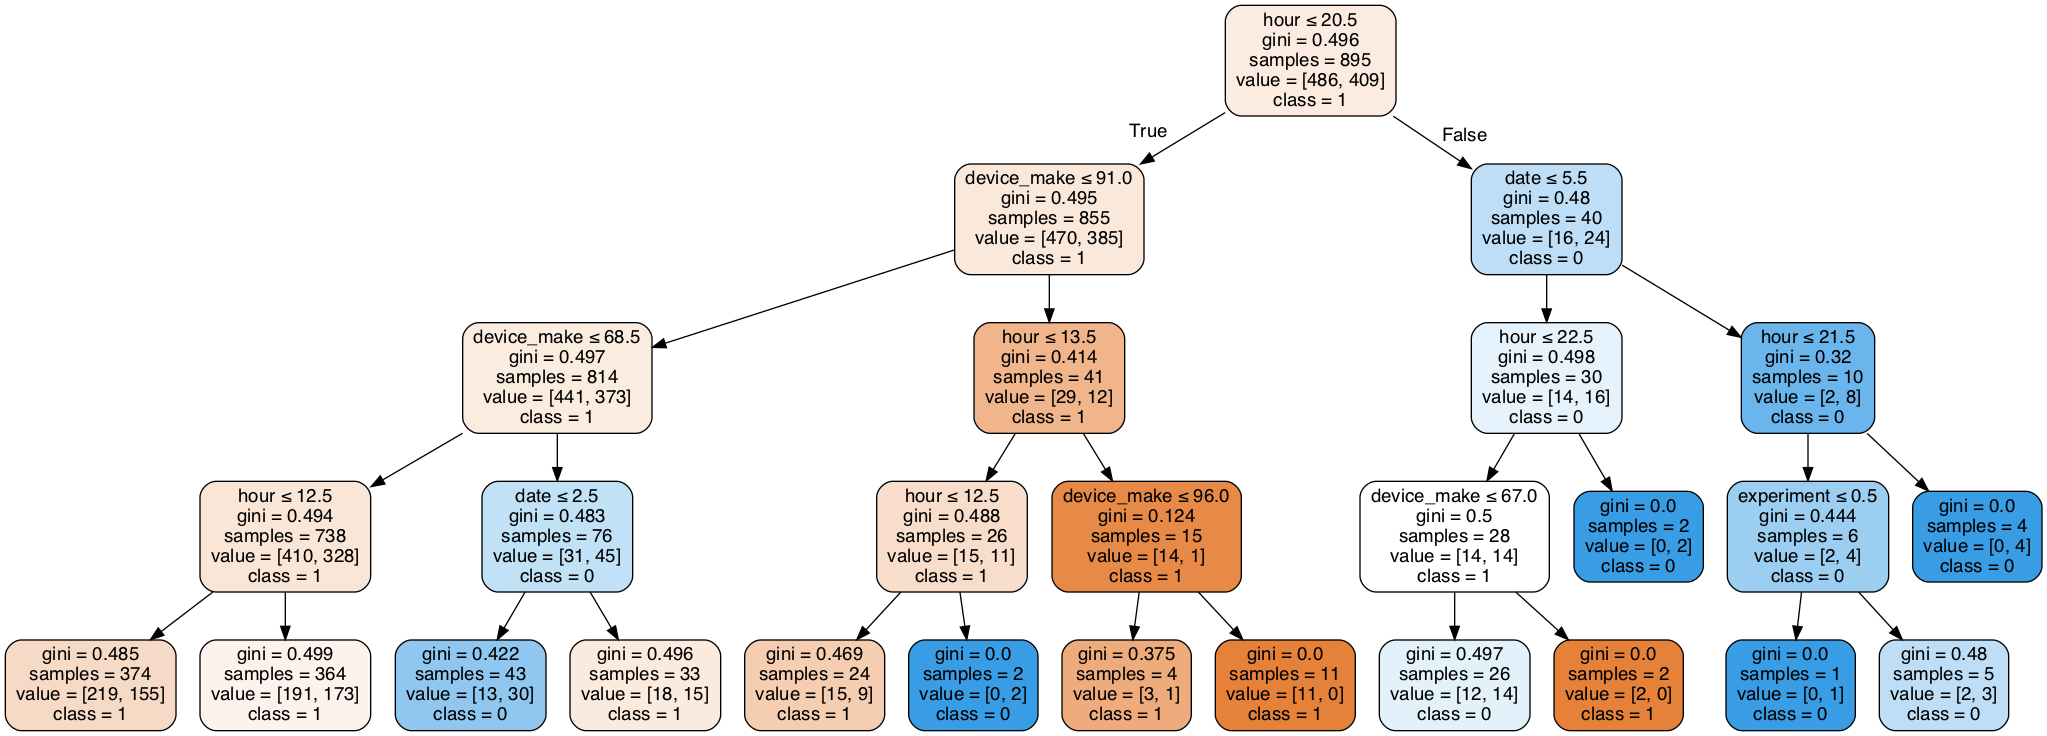 hour ≤ 20.5
gini = 0.496
samples = 895
value = [486, 409]
class = 1
True
False
device_make ≤ 91.0
gini = 0.495
samples = 855
value = [470, 385]
class = 1
date ≤ 5.5
gini = 0.48
samples = 40
value = [16, 24]
class = 0
device_make ≤ 68.5
gini = 0.497
samples = 814
value = [441, 373]
class = 1
hour ≤ 13.5
gini = 0.414
samples = 41
value = [29, 12]
class = 1
hour ≤ 22.5
gini = 0.498
samples = 30
value = [14, 16]
class = 0
hour ≤ 21.5
gini = 0.32
samples = 10
value = [2, 8]
class = 0
hour ≤ 12.5
gini = 0.494
samples = 738
value = [410, 328]
class = 1
date ≤ 2.5
gini = 0.483
samples = 76
value = [31, 45]
class = 0
hour ≤ 12.5
gini = 0.488
samples = 26
value = [15, 11]
class = 1
device_make ≤ 96.0
gini = 0.124
samples = 15
value = [14, 1]
class = 1
device_make ≤ 67.0
gini = 0.5
samples = 28
value = [14, 14]
class = 1
gini = 0.0
samples = 2
value = [0, 2]
class = 0
experiment ≤ 0.5
gini = 0.444
samples = 6
value = [2, 4]
class = 0
gini = 0.0
samples = 4
value = [0, 4]
class = 0
gini = 0.485
samples = 374
value = [219, 155]
class = 1
gini = 0.499
samples = 364
value = [191, 173]
class = 1
gini = 0.422
samples = 43
value = [13, 30]
class = 0
gini = 0.496
samples = 33
value = [18, 15]
class = 1
gini = 0.469
samples = 24
value = [15, 9]
class = 1
gini = 0.0
samples = 2
value = [0, 2]
class = 0
gini = 0.375
samples = 4
value = [3, 1]
class = 1
gini = 0.0
samples = 11
value = [11, 0]
class = 1
gini = 0.497
samples = 26
value = [12, 14]
class = 0
gini = 0.0
samples = 2
value = [2, 0]
class = 1
gini = 0.0
samples = 1
value = [0, 1]
class = 0
gini = 0.48
samples = 5
value = [2, 3]
class = 0